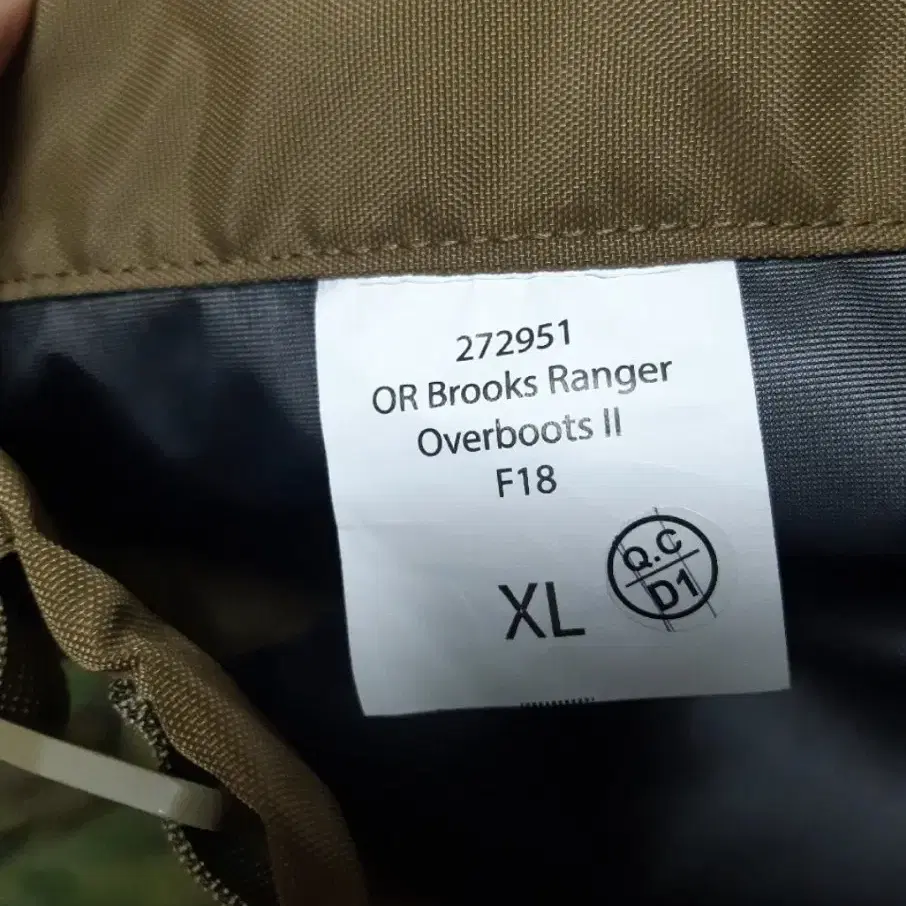 272951
OR Brooks Ranger
Overboots II
F18
Q.C
D1
XL